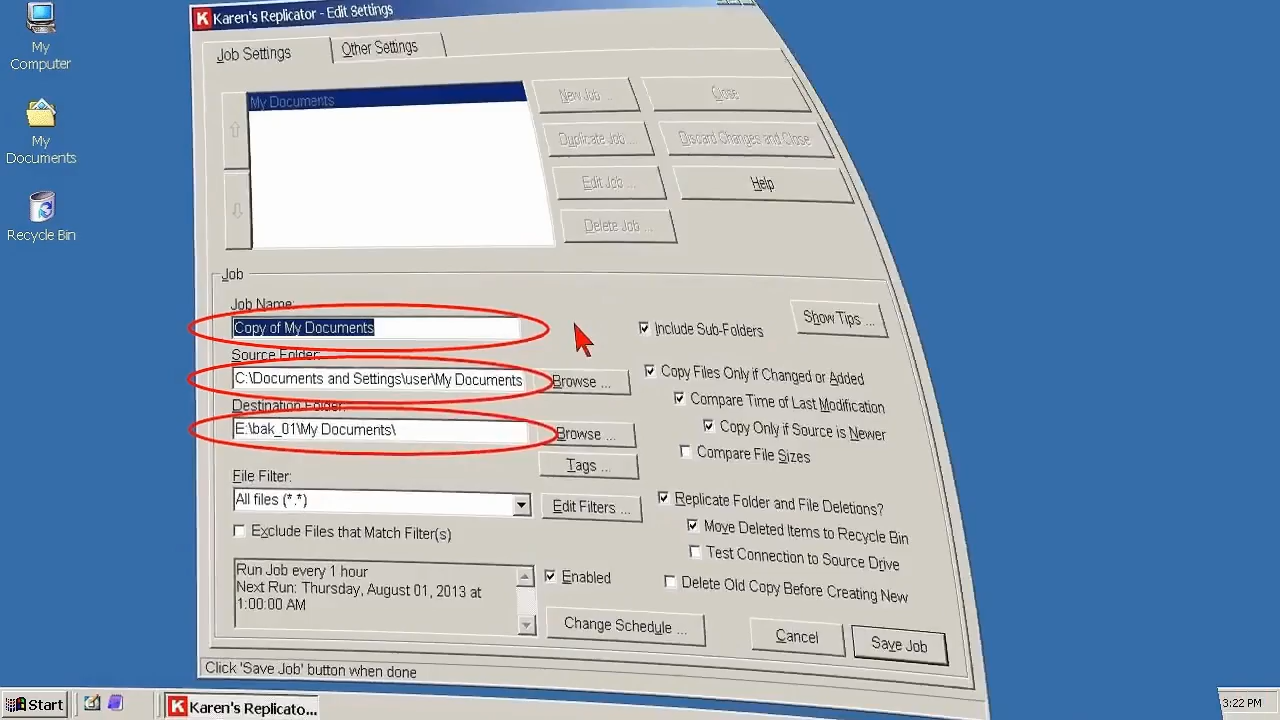 Karen's Replicator - Edit Settings
My
Computer
My
Documents
Recycle Bin
Job Settings
Other Settings
My Documents
New Job ...
Close
Duplicate Job ...
Discard Changes and Close
Edit Job ...
Help
Delete Job ...
Job
Job Name:
Copy of My Documents
Include Sub-Folders
Show Tips ...
Source Folder:
C:\Documents and Settings\user\My Documents
Browse ...
Copy Files Only if Changed or Added
Compare Time of Last Modification
Destination Folder:
E:\bak_01\My Documents\
Browse ...
Copy Only if Source is Newer
Compare File Sizes
Tags ...
File Filter:
All files (*.*)
Edit Filters ...
Replicate Folder and File Deletions?
Move Deleted Items to Recycle Bin
Exclude Files that Match Filter(s)
Test Connection to Source Drive
Run Job every 1 hour
Next Run: Thursday, August 01, 2013 at
1:00:00 AM
Enabled
Delete Old Copy Before Creating New
Change Schedule ...
Cancel
Save Job
Click 'Save Job' button when done
Start
Karen's Replicato...
3:22 PM